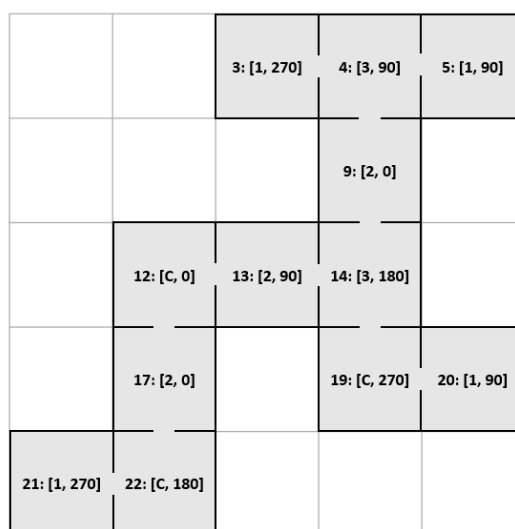 3: [1, 270] 4: [3, 90] 5: [1, 90]
9: [2, 0]
12: [C, 0] 13: [2, 90] 14: [3, 180]
17: [2, 0] 19: [C, 270] 20: [1, 90]
21: [1, 270] 22: [C, 180]